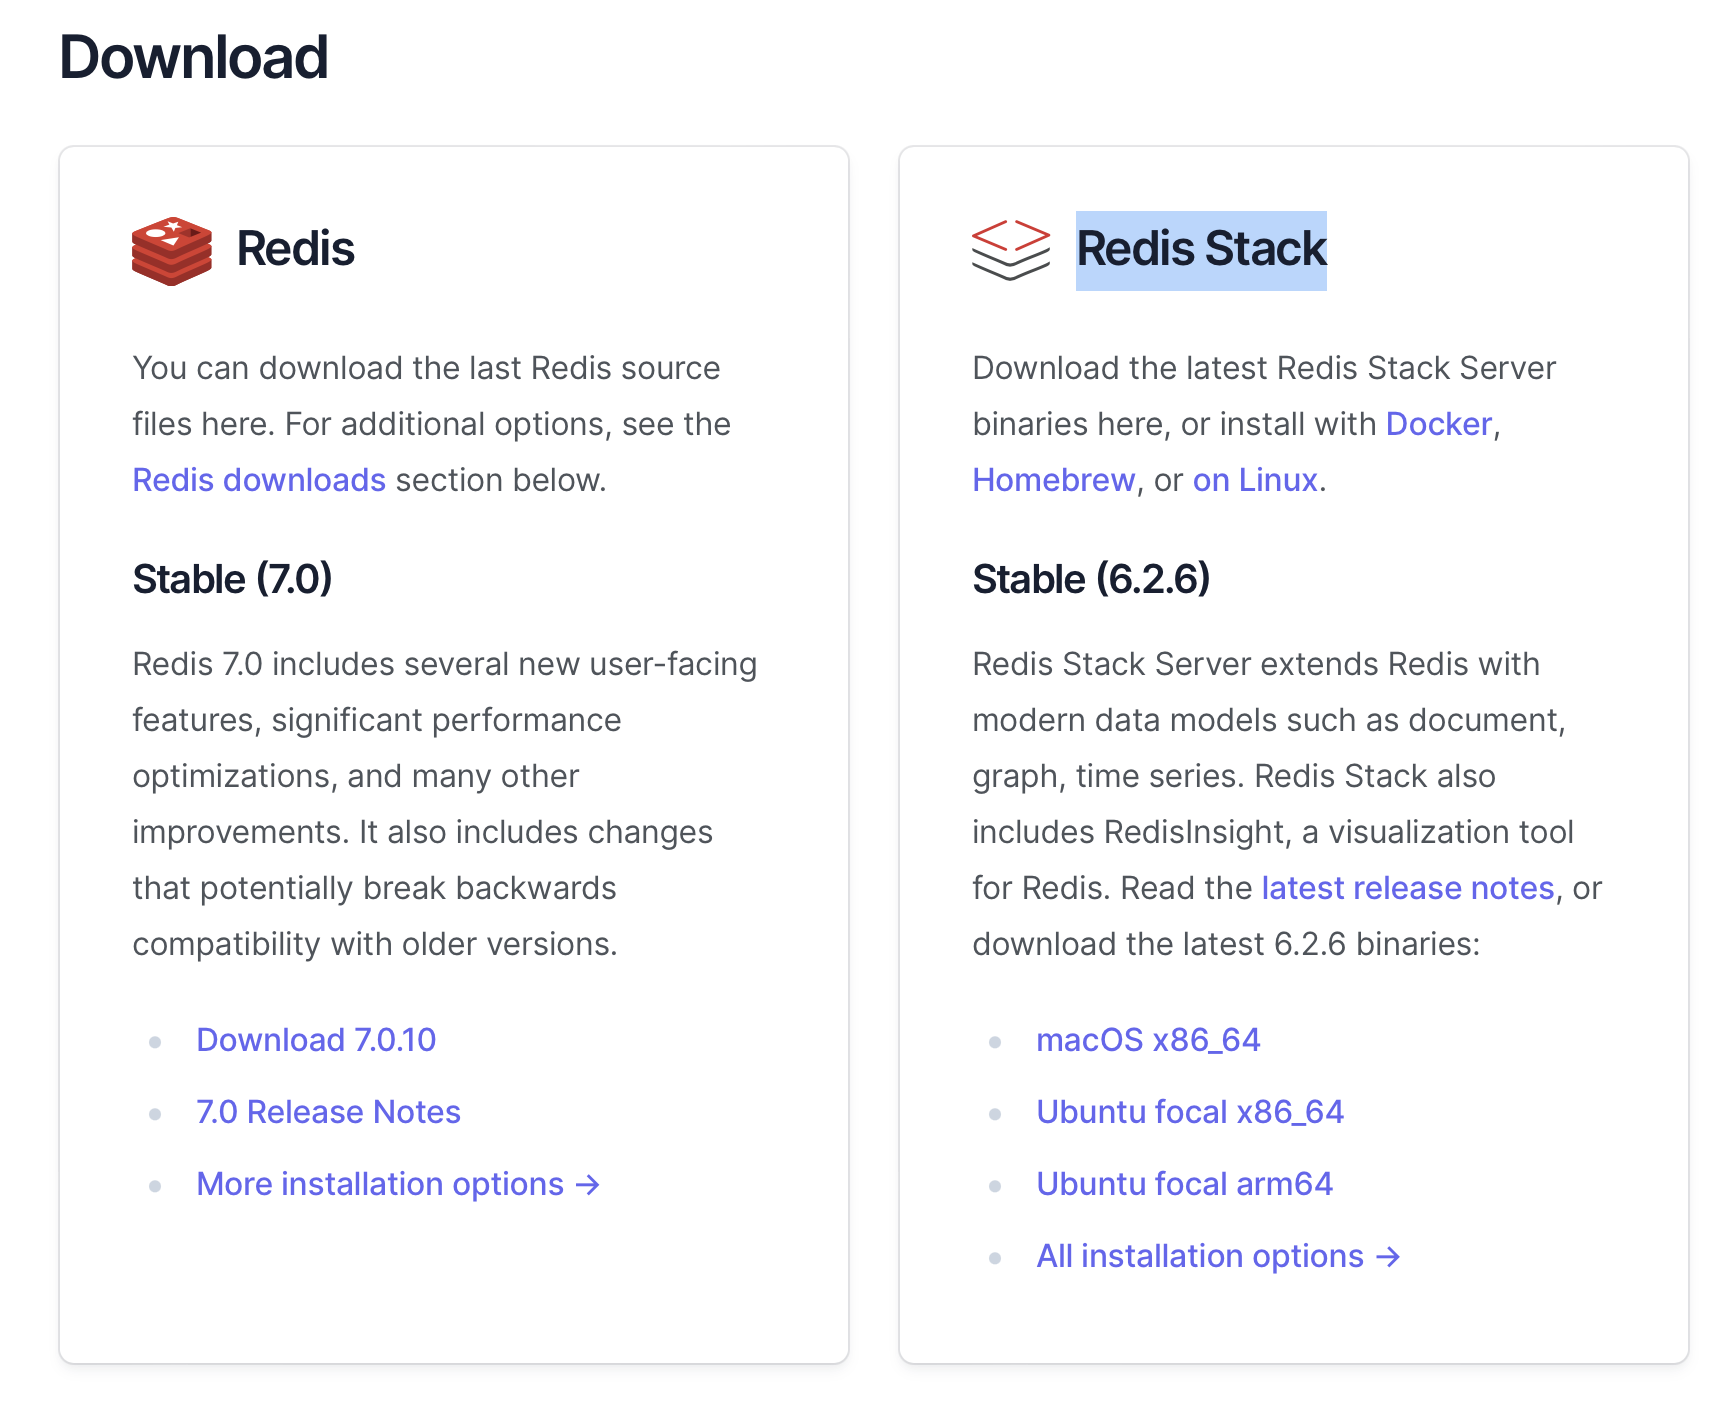 Download
Redis
You can download the last Redis source
files here. For additional options, see the
Redis downloads section below.
Stable (7.0)
Redis 7.0 includes several new user-facing
features, significant performance
optimizations, and many other
improvements. It also includes changes
that potentially break backwards
compatibility with older versions.
Download 7.0.10
7.0 Release Notes
More installation options →
Redis Stack
Download the latest Redis Stack Server
binaries here, or install with Docker,
Homebrew, or on Linux.
Stable (6.2.6)
Redis Stack Server extends Redis with
modern data models such as document,
graph, time series. Redis Stack also
includes RedisInsight, a visualization tool
for Redis. Read the latest release notes, or
download the latest 6.2.6 binaries:
macOS x86_64
Ubuntu focal x86_64
Ubuntu focal arm64
All installation options →